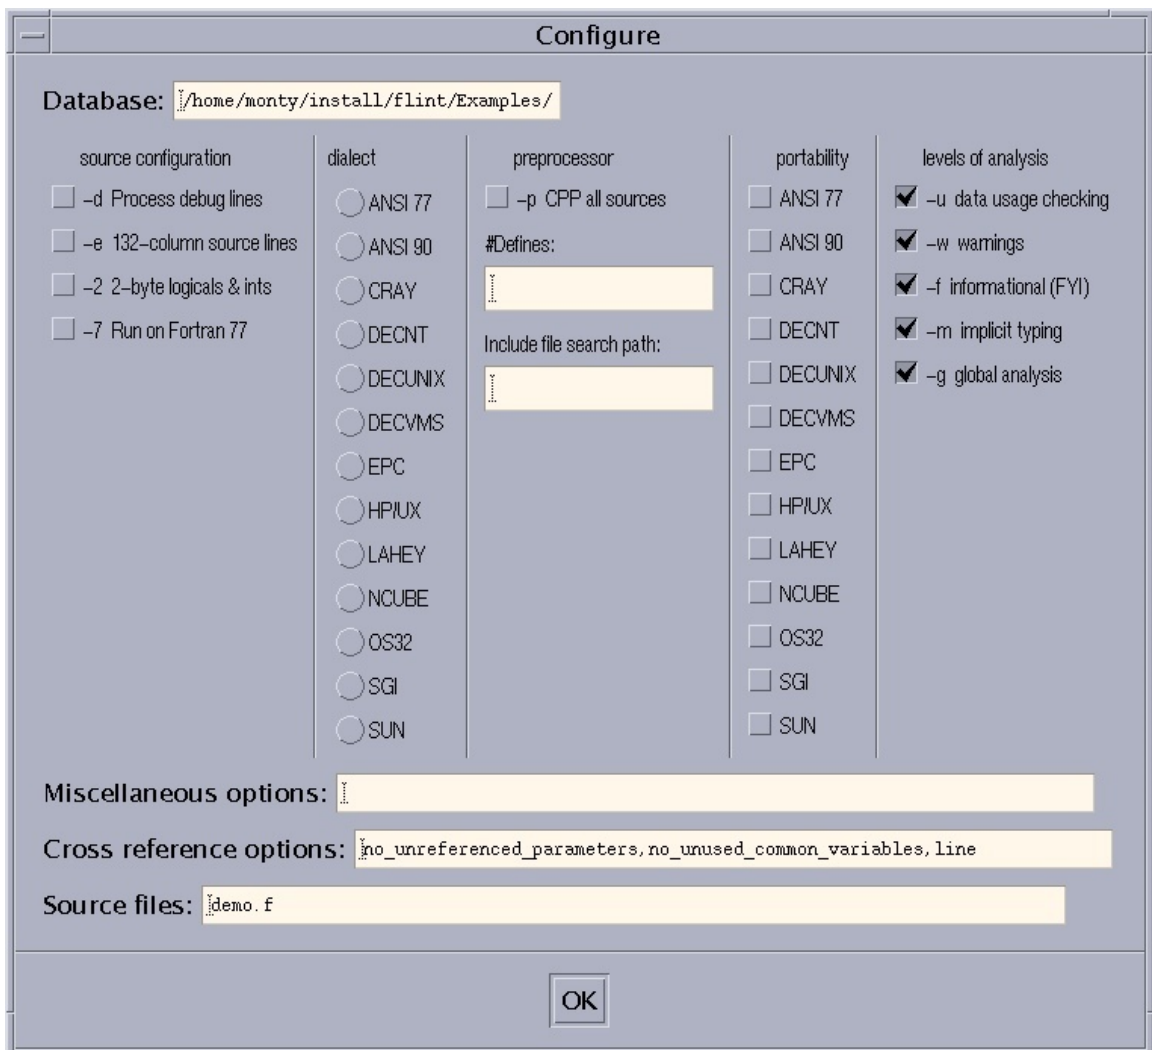 Configure
Database: /home/monty/install/flint/Examples/
source configuration
-d Process debug lines
-e 132-column source lines
-2 2-byte logicals & ints
-7 Run on Fortran 77
dialect
ANSI 77
ANSI 90
CRAY
DECNT
DECUNIX
DECVMS
EPC
HP/UX
LAHEY
NCUBE
OS32
SGI
SUN
preprocessor
-p CPP all sources
#Defines:
Include file search path:
portability
ANSI 77
ANSI 90
CRAY
DECNT
DECUNIX
DECVMS
EPC
HP/UX
LAHEY
NCUBE
OS32
SGI
SUN
levels of analysis
-u data usage checking
-w warnings
-f informational (FYI)
-m implicit typing
-g global analysis
Miscellaneous options:
Cross reference options: no_unreferenced_parameters,no_unused_common_variables,line
Source files: demo.f
OK